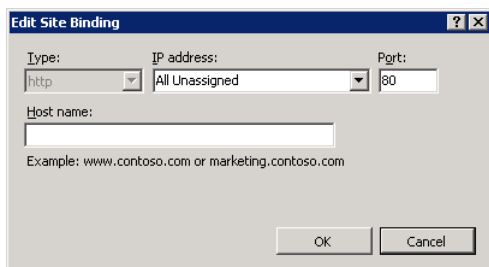 Edit Site Binding
Type: IP address: Port:
http All Unassigned 80
Host name:
Example: www.contoso.com or marketing.contoso.com
OK Cancel